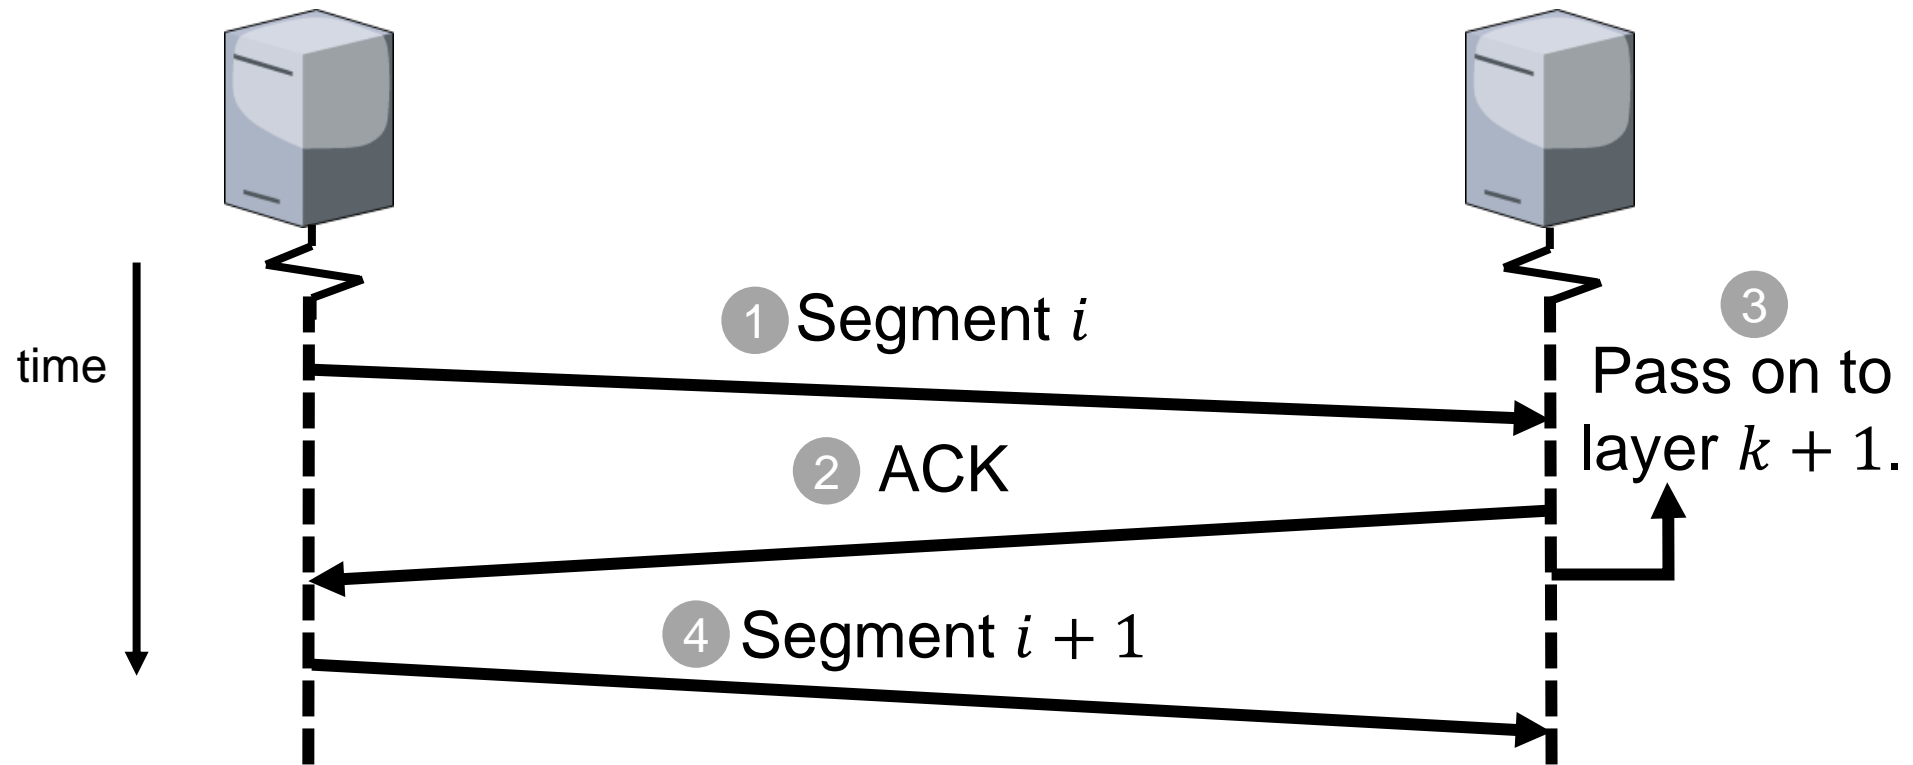 1 Segment i
3
Pass on to
layer k + 1.
time
2 ACK
4 Segment i + 1